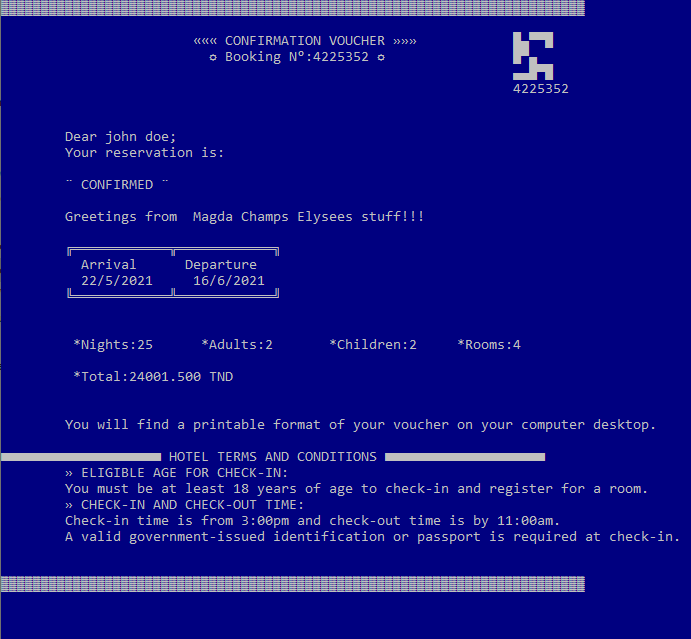 ««« CONFIRMATION VOUCHER »»»
¤ Booking N°:4225352 ¤
4225352
Dear john doe;
Your reservation is:
¨ CONFIRMED ¨
Greetings from  Magda Champs Elysees stuff!!!
Arrival Departure
22/5/2021 16/6/2021
*Nights:25 *Adults:2 *Children:2 *Rooms:4
*Total:24001.500 TND
You will find a printable format of your voucher on your computer desktop.
HOTEL TERMS AND CONDITIONS
» ELIGIBLE AGE FOR CHECK-IN:
You must be at least 18 years of age to check-in and register for a room.
» CHECK-IN AND CHECK-OUT TIME:
Check-in time is from 3:00pm and check-out time is by 11:00am.
A valid government-issued identification or passport is required at check-in.